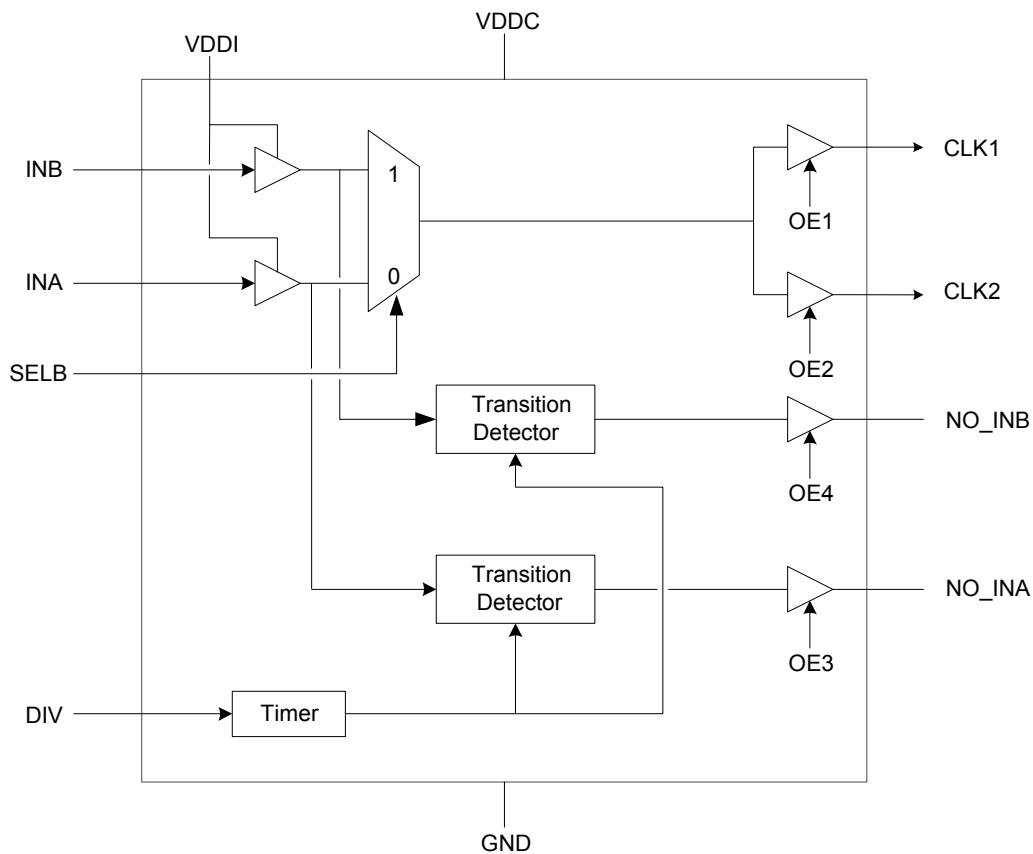 VDDC
VDDI
INB
1
CLK1
OE1
INA
0
CLK2
SELB
OE2
Transition
Detector
NO_INB
OE4
Transition
Detector
NO_INA
OE3
DIV
Timer
GND